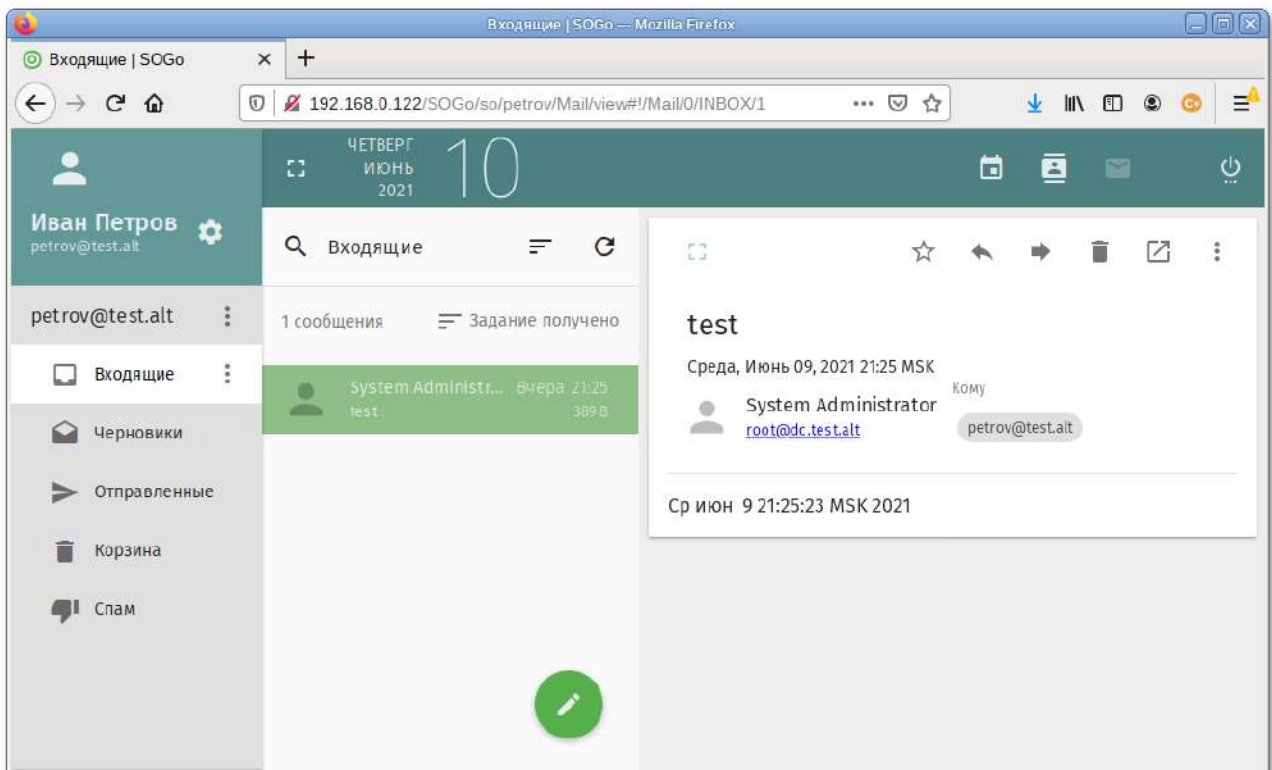 Входящие | SOGo — Mozilla Firefox
Входящие | SOGo
192.168.0.122/SOGo/so/petrov/Mail/view#!/Mail/0/INBOX/1
ЧЕТВЕРГ
ИЮНЬ
2021
10
Иван Петров
petrov@test.alt
petrov@test.alt
Входящие
Черновики
Отправленные
Корзина
Спам
Входящие
1 сообщения
Задание получено
System Administr... Вчера 21:25
test 389 B
test
Среда, Июнь 09, 2021 21:25 MSK
System Administrator
root@dc.test.alt
Кому
petrov@test.alt
Ср июн 9 21:25:23 MSK 2021